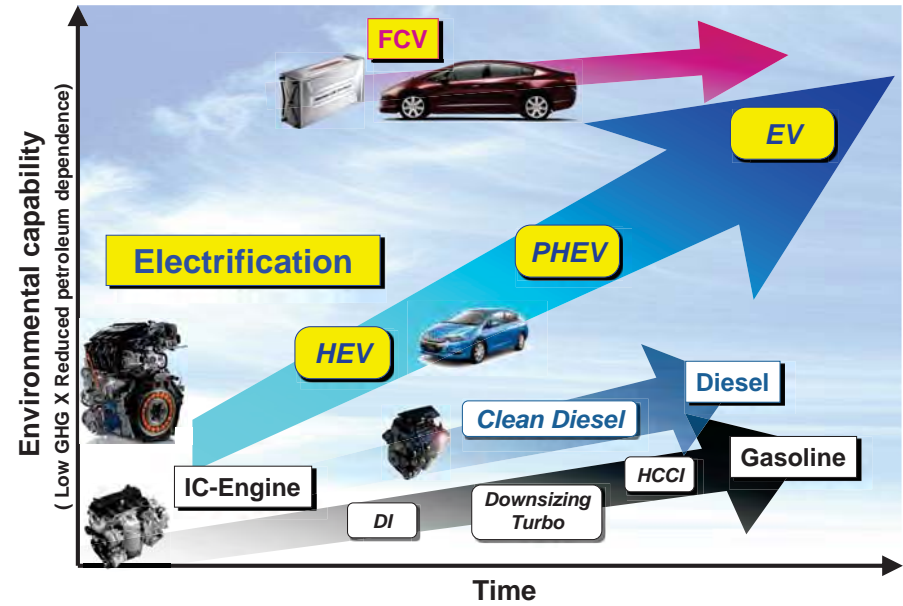 FCV
EV
Electrification
PHEV
HEV
Diesel
Clean Diesel
Gasoline
HCCI
IC-Engine
Downsizing
Turbo
DI
Environmental capability
( Low GHG X Reduced petroleum dependence)
Time